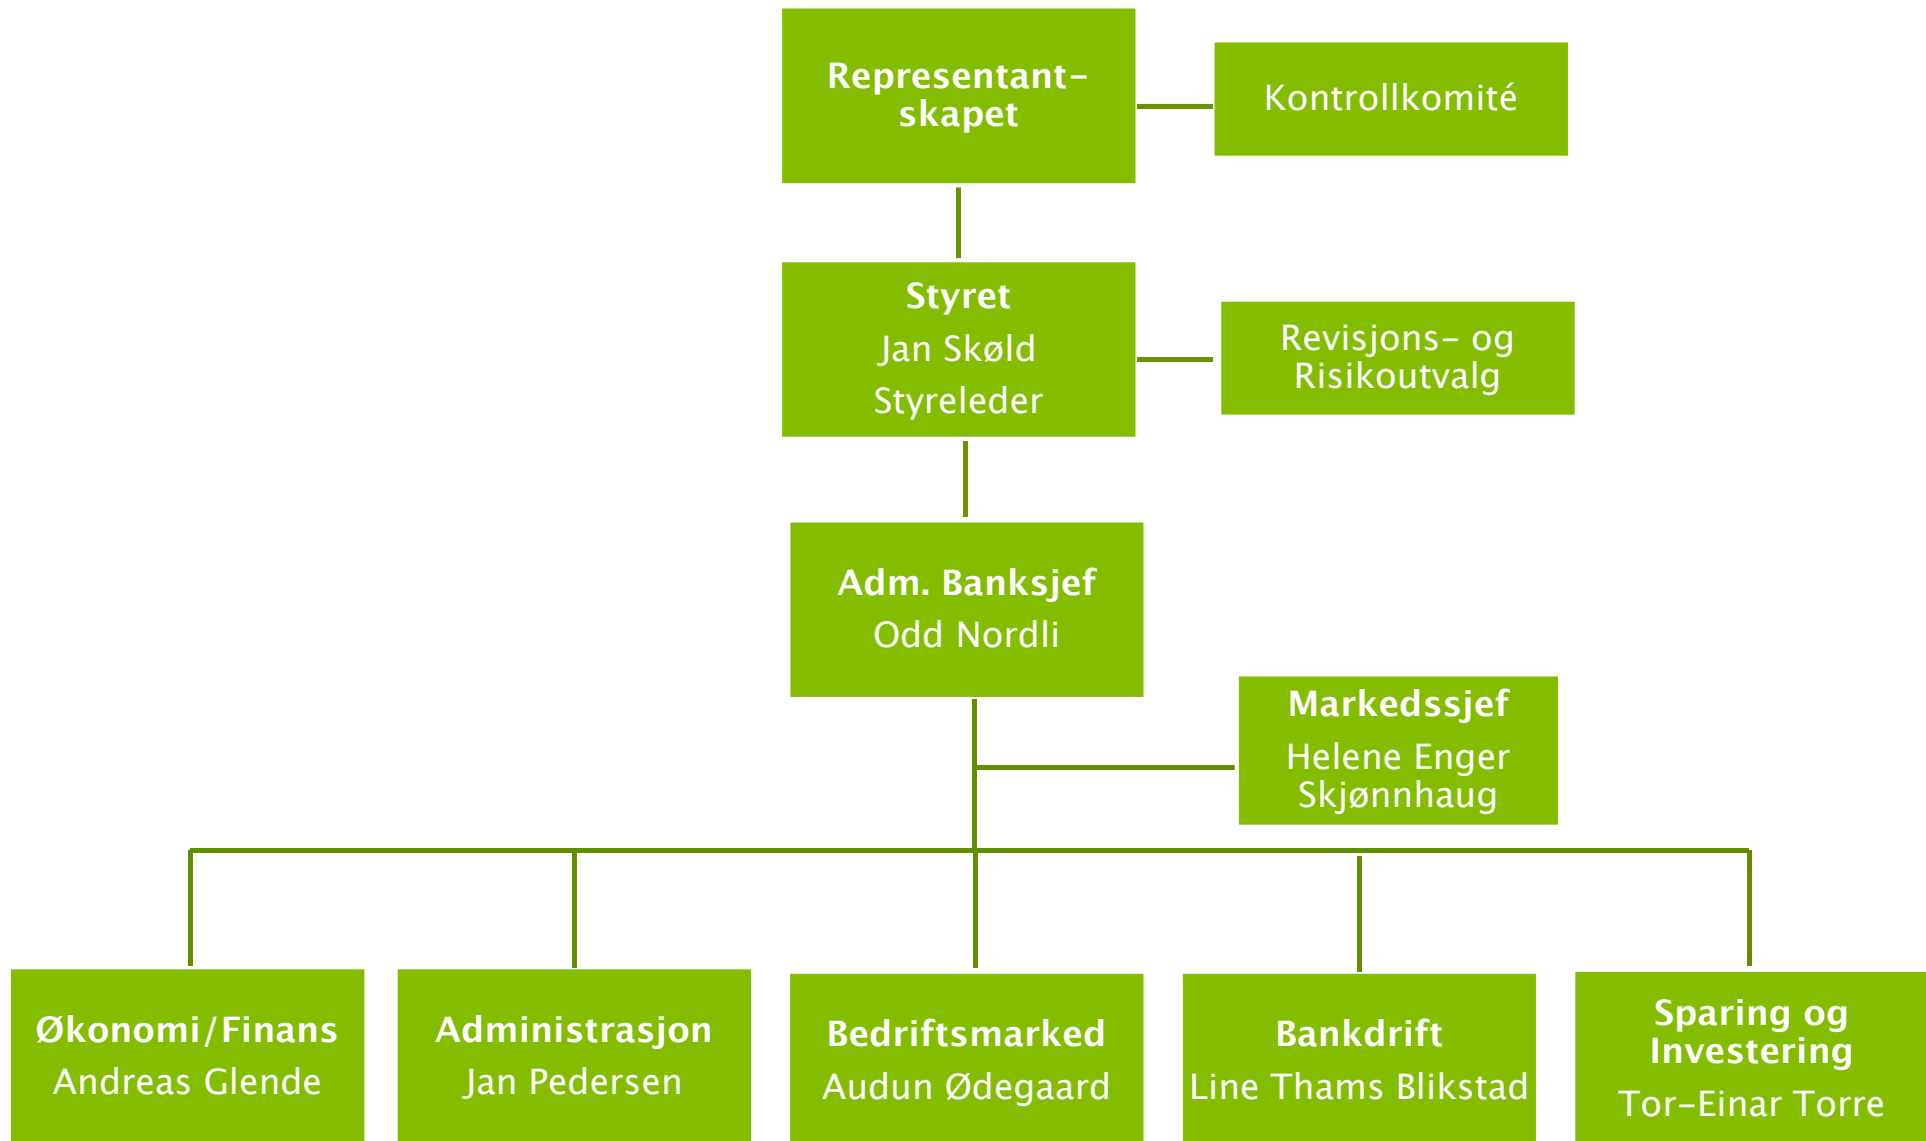 Representant-
skapet
Kontrollkomité
Styret
Jan Skøld
Styreleder
Revisjons- og
Risikoutvalg
Adm. Banksjef
Odd Nordli
Markedssjef
Helene Enger
Skjønnhaug
Økonomi/Finans
Andreas Glende
Administrasjon
Jan Pedersen
Bedriftsmarked
Audun Ødegaard
Bankdrift
Line Thams Blikstad
Sparing og
Investering
Tor-Einar Torre